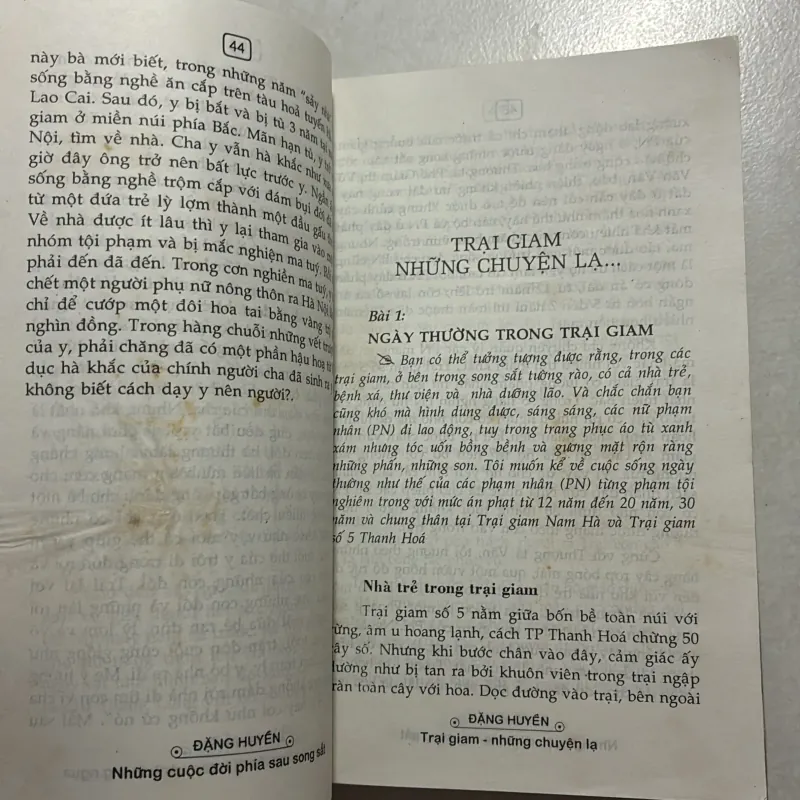 44
này bà mới biết, trong những năm "sảy nhà"
sống bằng nghề ăn cắp trên tàu hoả tuyến
Lao Cai. Sau đó, y bị bắt và bị tù 3 năm tại
giam ở miền núi phía Bắc. Mãn hạn tù, y
Nội, tìm về nhà. Cha y vẫn hà khắc như xưa
giờ đây ông trở nên bất lực trước y. Ngần
sống bằng nghề trộm cắp với đám bụi đời đã
từ một đứa trẻ lỳ lợm thành một đầu gấu
Về nhà được ít lâu thì y lại tham gia vào
nhóm tội phạm và bị mắc nghiện ma tuý.
phải đến đã đến. Trong cơn nghiền ma tuý, y
chết một người phụ nữ nông thôn ra Hà Nội
chỉ để cướp một đôi hoa tai bằng vàng
nghìn đồng. Trong hàng chuỗi những vết trượt
của y, phải chăng đã có một phần hậu hoạ từ
dục hà khắc của chính người cha đã sinh ra
không biết cách dạy y nên người?.
ĐẶNG HUYỀN
Những cuộc đời phía sau song sắt
TRẠI GIAM
NHỮNG CHUYỆN LẠ...
Bài 1:
NGÀY THƯỜNG TRONG TRẠI GIAM
Bạn có thể tưởng tượng được rằng, trong các
trại giam, ở bên trong song sắt tường rào, có cả nhà trẻ,
bệnh xá, thư viện và nhà dưỡng lão. Và chắc chắn bạn
cũng khó mà hình dung được, sáng sáng, các nữ phạm
nhân (PN) đi lao động, tuy trong trang phục áo tù xanh
xám nhưng tóc uốn bồng bềnh và gương mặt rộn ràng
những phấn, những son. Tôi muốn kể về cuộc sống ngày
thường như thế của các phạm nhân (PN) từng phạm tội
nghiêm trong với mức án phạt từ 12 năm đến 20 năm, 30
năm và chung thân tại Trại giam Nam Hà và Trại giam
số 5 Thanh Hoá
Nhà trẻ trong trại giam
Trại giam số 5 nằm giữa bốn bề toàn núi với
rừng, âm u hoang lạnh, cách TP Thanh Hoá chừng 50
cây số. Nhưng khi bước chân vào đây, cảm giác ấy
dường như bị tan ra bởi khuôn viên trong trại ngập
tràn toàn cây với hoa. Dọc đường vào trại, bên ngoài
ĐẶNG HUYỀN
Trại giam - những chuyện lạ